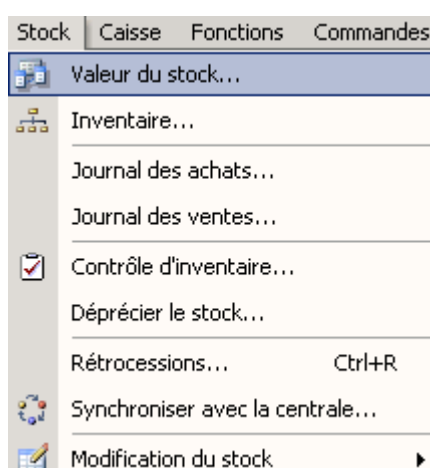 Stock Caisse Fonctions Commandes
Valeur du stock...
Inventaire...
Journal des achats...
Journal des ventes...
Contrôle d'inventaire...
Déprécier le stock...
Rétrocessions... Ctrl+R
Synchroniser avec la centrale...
Modification du stock